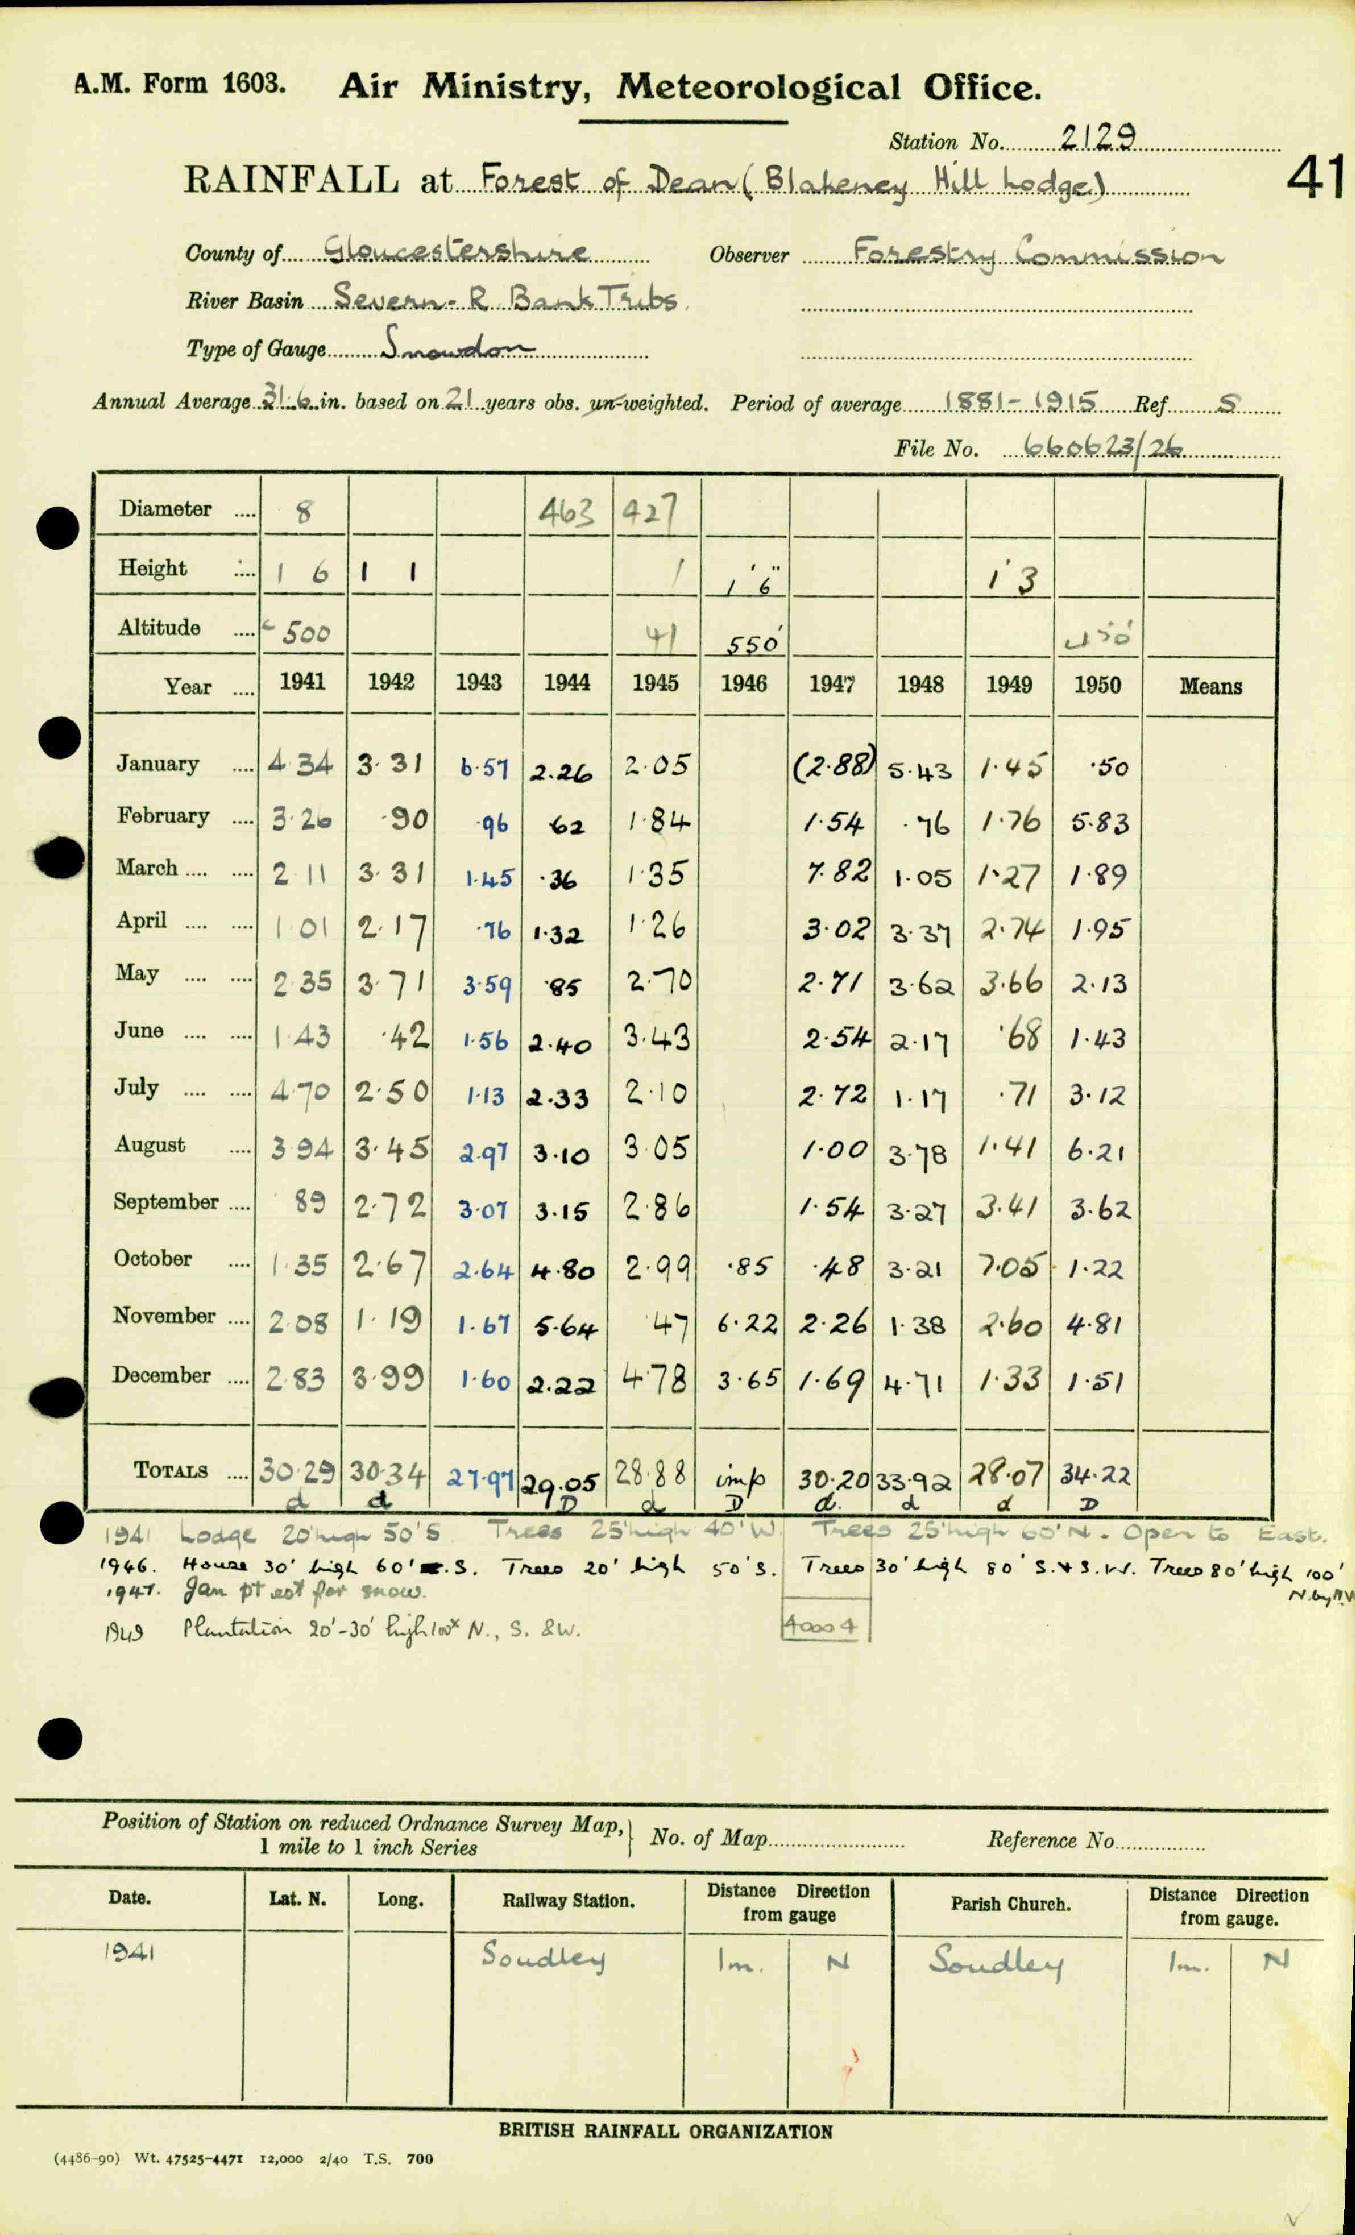 A.M. Form 1603. Air Ministry, Meteorological Office.
Station No. 2129
41
RAINFALL at Forest of Dean (Blakeney Hill Lodge)
County of Gloucestershire Observer Forestry Commission
River Basin Severn - R Bank Tribs.
Type of Gauge Snowdon
Annual Average 31.6 in. based on 21 years obs. un-weighted. Period of average 1881-1915 Ref S
File No. 660623/26
Diameter .... 8 463 427
Height .... 1 6 1 1 1 1' 6" 1' 3
Altitude .... 500 41 550' 450'
Year .... 1941 1942 1943 1944 1945 1946 1947 1948 1949 1950 Means
January .... 4.34 3.31 6.57 2.26 2.05 (2.88) 5.43 1.45 .50
February .... 3.26 .90 .96 .62 1.84 1.54 .76 1.76 5.83
March .... .... 2.11 3.31 1.45 .36 1.35 7.82 1.05 1.27 1.89
April .... .... 1.01 2.17 .76 1.32 1.26 3.02 3.37 2.74 1.95
May .... .... 2.35 3.71 3.59 .85 2.70 2.71 3.62 3.66 2.13
June .... .... 1.43 .42 1.56 2.40 3.43 2.54 2.17 .68 1.43
July .... .... 4.70 2.50 1.13 2.33 2.10 2.72 1.17 .71 3.12
August .... 3.94 3.45 2.97 3.10 3.05 1.00 3.78 1.41 6.21
September .... .89 2.72 3.07 3.15 2.86 1.54 3.27 3.41 3.62
October .... 1.35 2.67 2.64 4.80 2.99 .85 .48 3.21 7.05 1.22
November .... 2.08 1.19 1.67 5.64 .47 6.22 2.26 1.38 2.60 4.81
December .... 2.83 3.99 1.60 2.22 4.78 3.65 1.69 4.71 1.33 1.51
TOTALS .... 30.29 30.34 27.97 29.05 28.88 imp 30.20 33.92 28.07 34.22
d d D d D d. d d D
1941 Lodge 20' high 50' S. Trees 25' high 40' W. Trees 25' high 60' N. Open to East.
1946. House 30' high 60' S. Trees 20' high 50' S. Trees 30' high 80' S. & S.W. Trees 80' high 100'
N. by N.W
1947. Jan pt est for snow.
1949 Plantation 20'-30' high 100x N., S. & W.
40004
Position of Station on reduced Ordnance Survey Map,
1 mile to 1 inch Series
No. of Map Reference No.
Date. Lat. N. Long. Railway Station. Distance Direction from gauge Parish Church. Distance Direction from gauge.
1941 Soudley 1m. N Soudley 1m. N
BRITISH RAINFALL ORGANIZATION
(4486-90) Wt. 47525-4471 12,000 2/40 T.S. 700